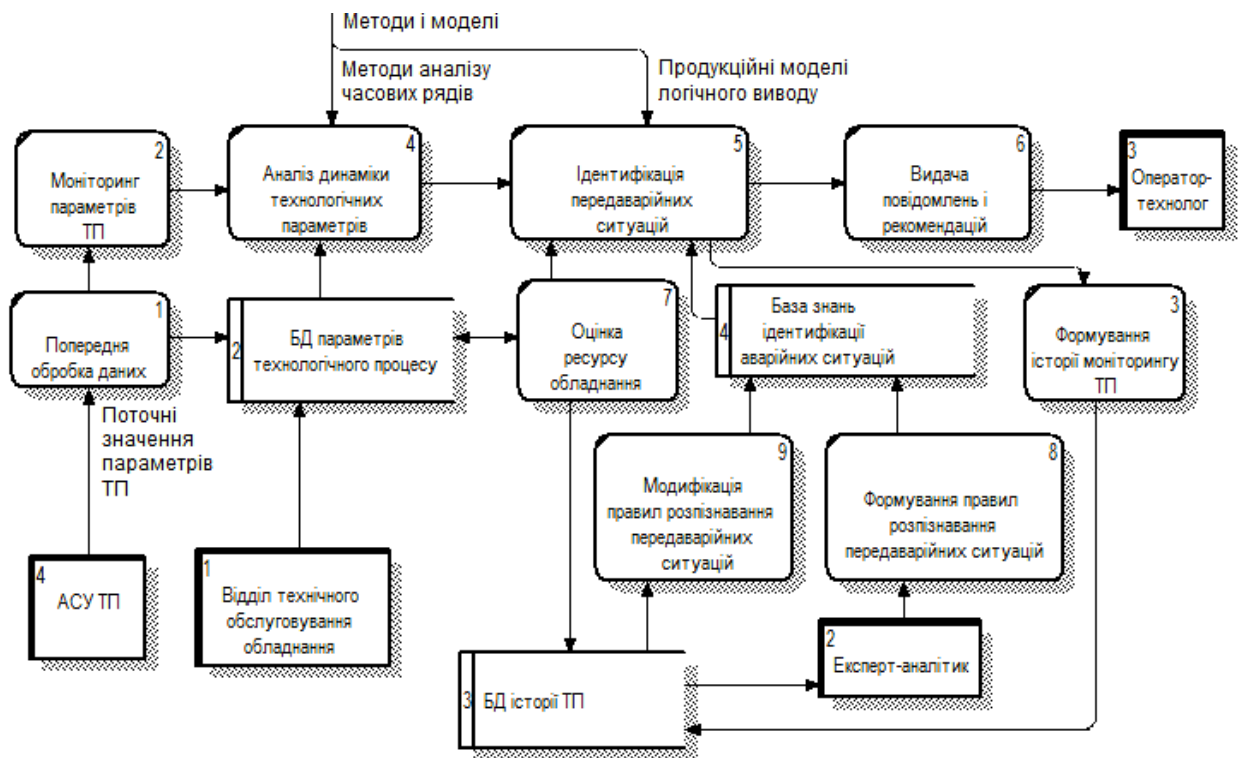 Методи і моделі
Методи аналізу
часових рядів
Продукційні моделі
логічного виводу
2
Моніторинг
параметрів
ТП
4
Аналіз динаміки
технологічних
параметрів
5
Ідентифікація
передаварійних
ситуацій
6
Видача
повідомлень і
рекомендацій
3
Оператор-
технолог
1
Попередня
обробка даних
2
БД параметрів
технологічного процесу
7
Оцінка
ресурсу
обладнання
4
База знань
ідентифікації
аварійних ситуацій
3
Формування
історії моніторингу
ТП
Поточні
значення
параметрів
ТП
9
Модифікація
правил розпізнавання
передаварійних
ситуацій
8
Формування правил
розпізнавання
передаварійних ситуацій
4
АСУ ТП
1
Відділ технічного
обслуговування
обладнання
3
БД історії ТП
2
Експерт-аналітик